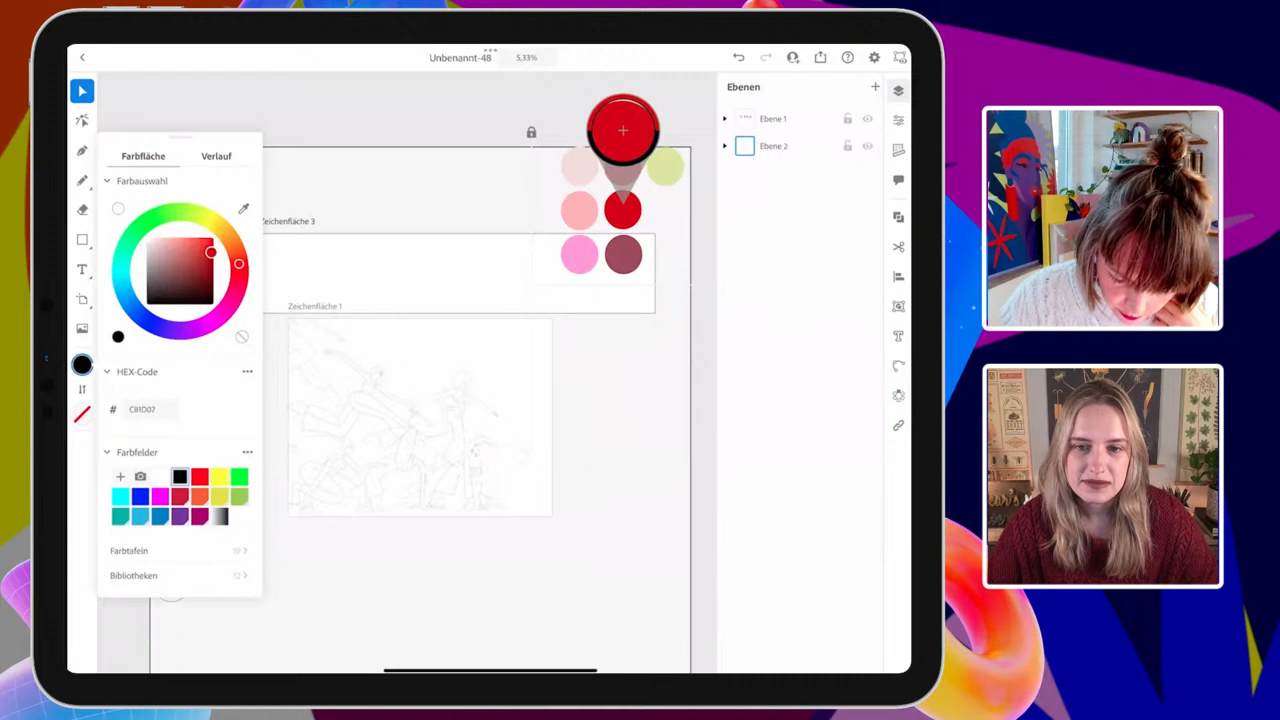 Unbenannt-48
5,33%
Ebenen
Ebene 1
Ebene 2
Farbfläche
Verlauf
Farbauswahl
Zeichenfläche 3
Zeichenfläche 1
HEX-Code
# CB1D07
Farbfelder
Farbtafeln
Bibliotheken